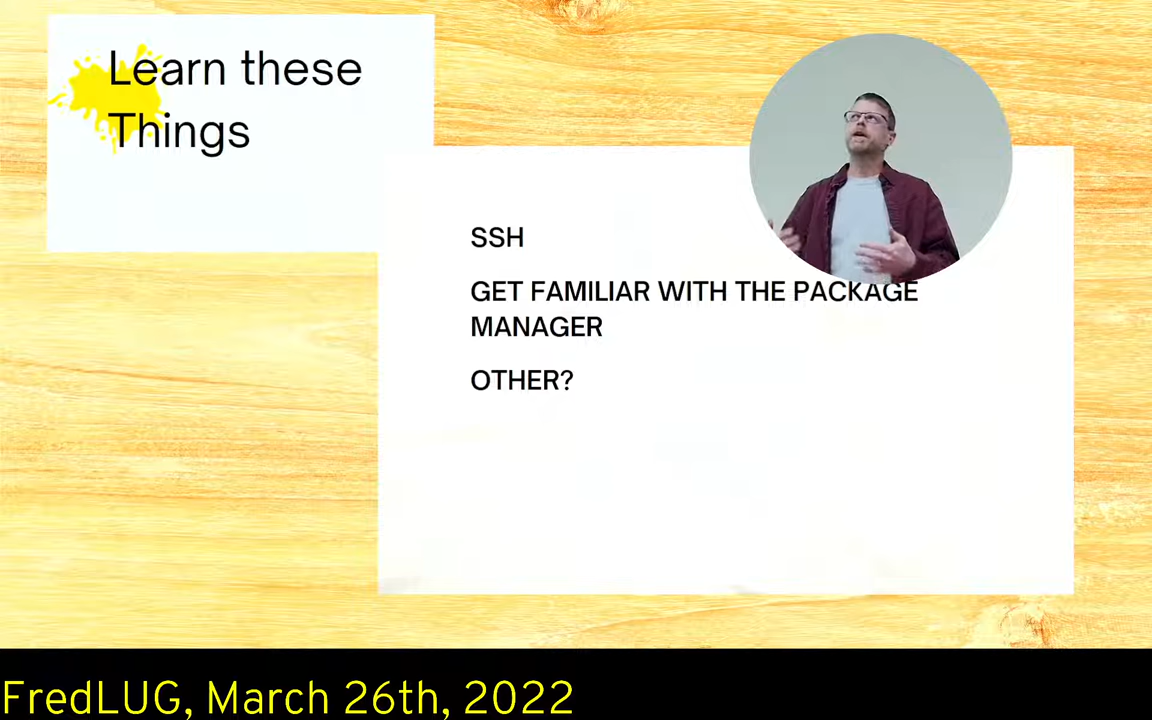 Learn these
Things
SSH
GET FAMILIAR WITH THE PACKAGE
MANAGER
OTHER?
FredLUG, March 26th, 2022